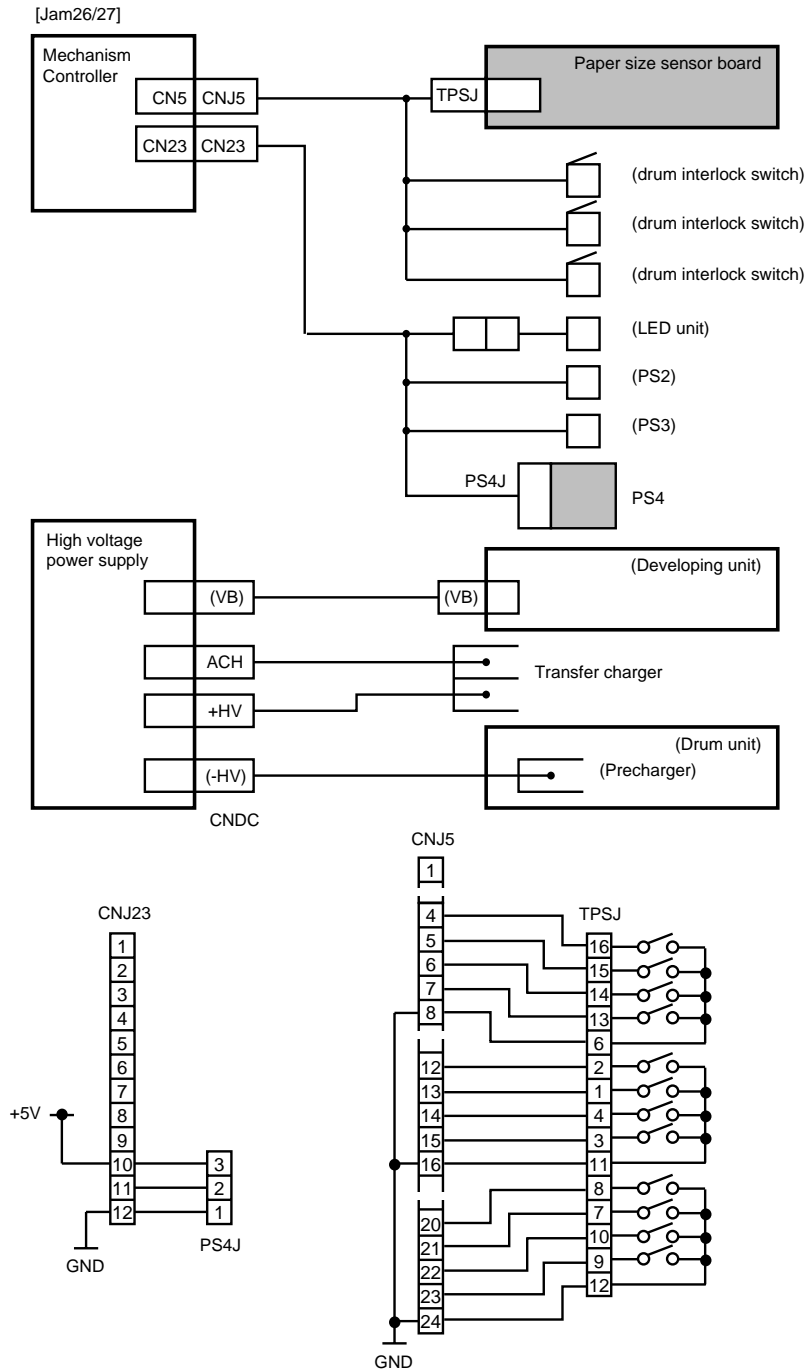 [Jam26/27]
Mechanism
Controller
CN5 CNJ5
CN23 CN23
TPSJ
Paper size sensor board
(drum interlock switch)
(drum interlock switch)
(drum interlock switch)
(LED unit)
(PS2)
(PS3)
PS4J
PS4
High voltage
power supply
(VB)
(VB)
(Developing unit)
ACH
+HV
Transfer charger
(-HV)
(Drum unit)
(Precharger)
CNDC
CNJ23
1
2
3
4
5
6
7
8
9
10
11
12
+5V
GND
3
2
1
PS4J
CNJ5
1
4
5
6
7
8
12
13
14
15
16
20
21
22
23
24
GND
TPSJ
16
15
14
13
6
2
1
4
3
11
8
7
10
9
12